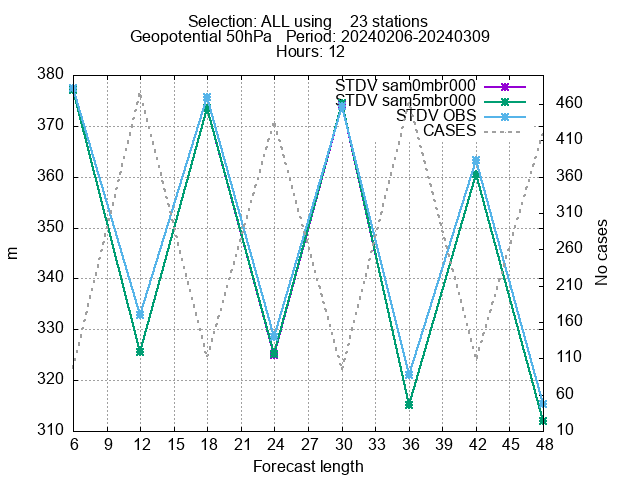 Selection: ALL using 23 stations
Geopotential 50hPa Period: 20240206-20240309
Hours: 12
STDV sam0mbr000
STDV sam5mbr000
STDV OBS
CASES
380
370
360
350
340
330
320
310
460
410
360
310
260
210
160
110
60
10
m
No cases
6 9 12 15 18 21 24 27 30 33 36 39 42 45 48
Forecast length